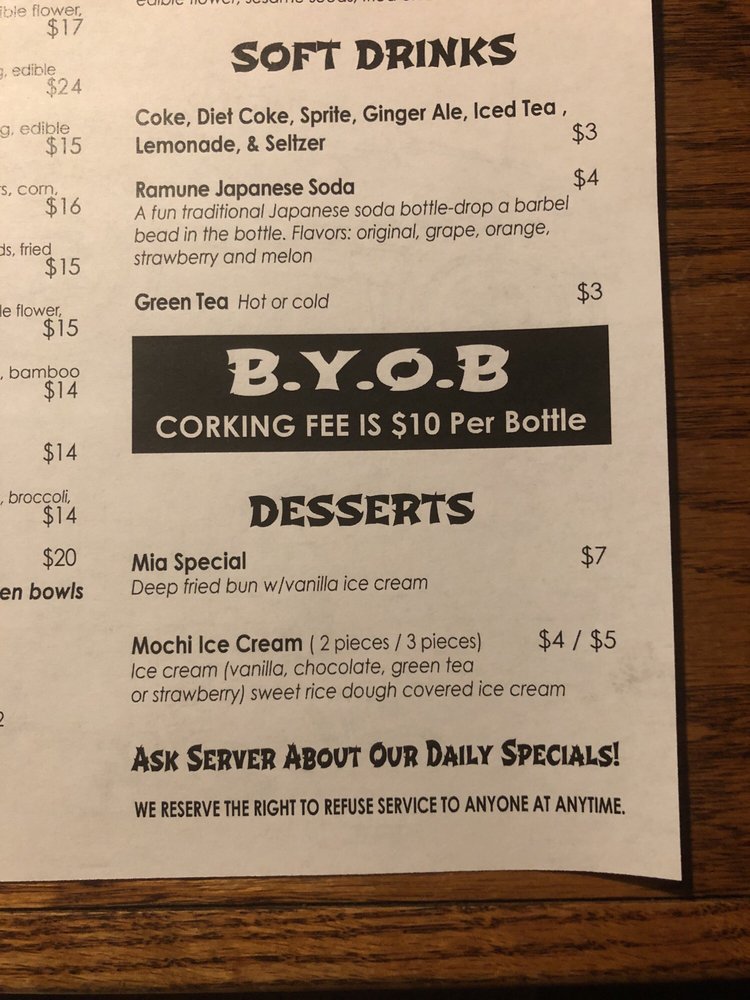 ible flower,
$17
g, edible
$24
g, edible
$15
rs, corn,
$16
ds, fried
$15
le flower,
$15
, bamboo
$14
$14
, broccoli,
$14
$20
en bowls
2
SOFT DRINKS
Coke, Diet Coke, Sprite, Ginger Ale, Iced Tea ,
Lemonade, & Seltzer $3
Ramune Japanese Soda $4
A fun traditional Japanese soda bottle-drop a barbel
bead in the bottle. Flavors: original, grape, orange,
strawberry and melon
Green Tea Hot or cold $3
B.Y.O.B
CORKING FEE IS $10 Per Bottle
DESSERTS
Mia Special $7
Deep fried bun w/vanilla ice cream
Mochi Ice Cream ( 2 pieces / 3 pieces) $4 / $5
Ice cream (vanilla, chocolate, green tea
or strawberry) sweet rice dough covered ice cream
ASK SERVER ABOUT OUR DAILY SPECIALS!
WE RESERVE THE RIGHT TO REFUSE SERVICE TO ANYONE AT ANYTIME.